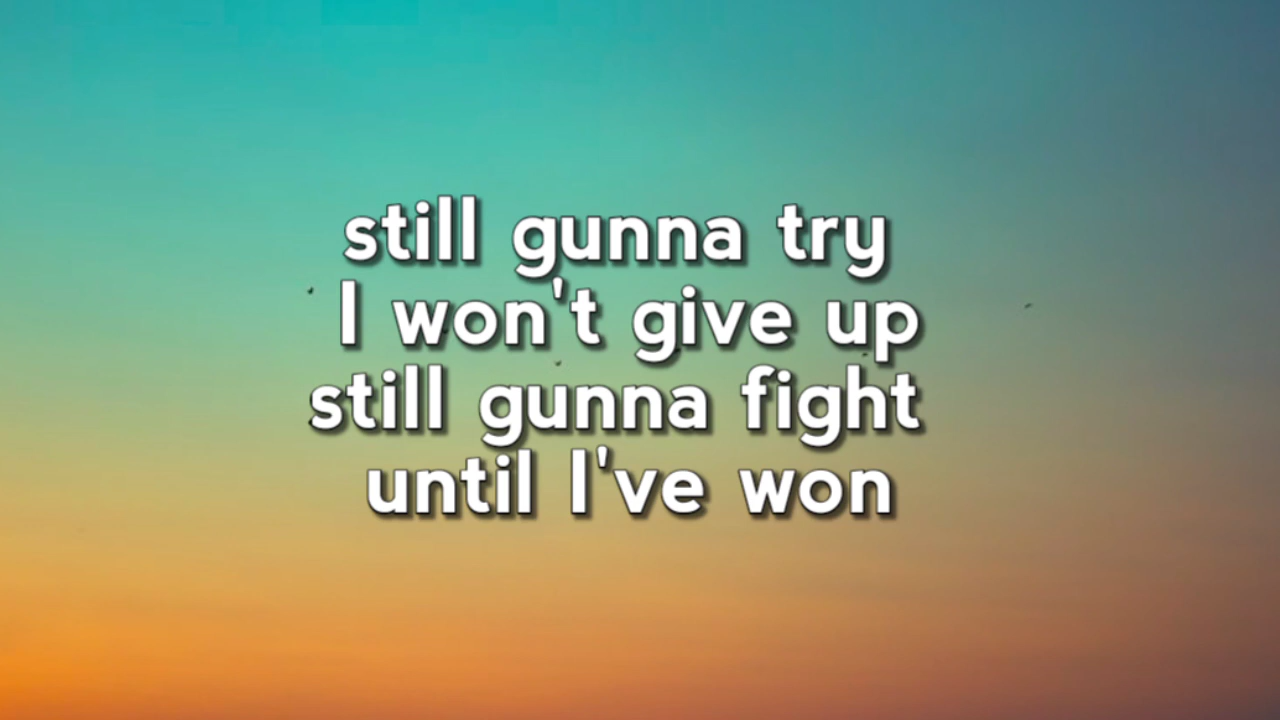 still gunna try
I won't give up
still gunna fight
until I've won